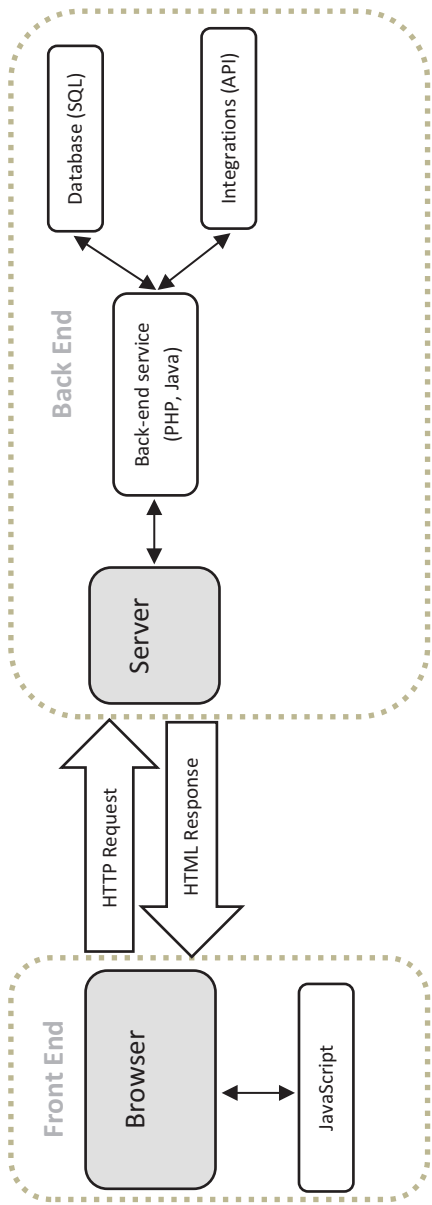 Front End
Browser
JavaScript
HTTP Request
HTML Response
Back End
Server
Back-end service
(PHP, Java)
Database (SQL)
Integrations (API)